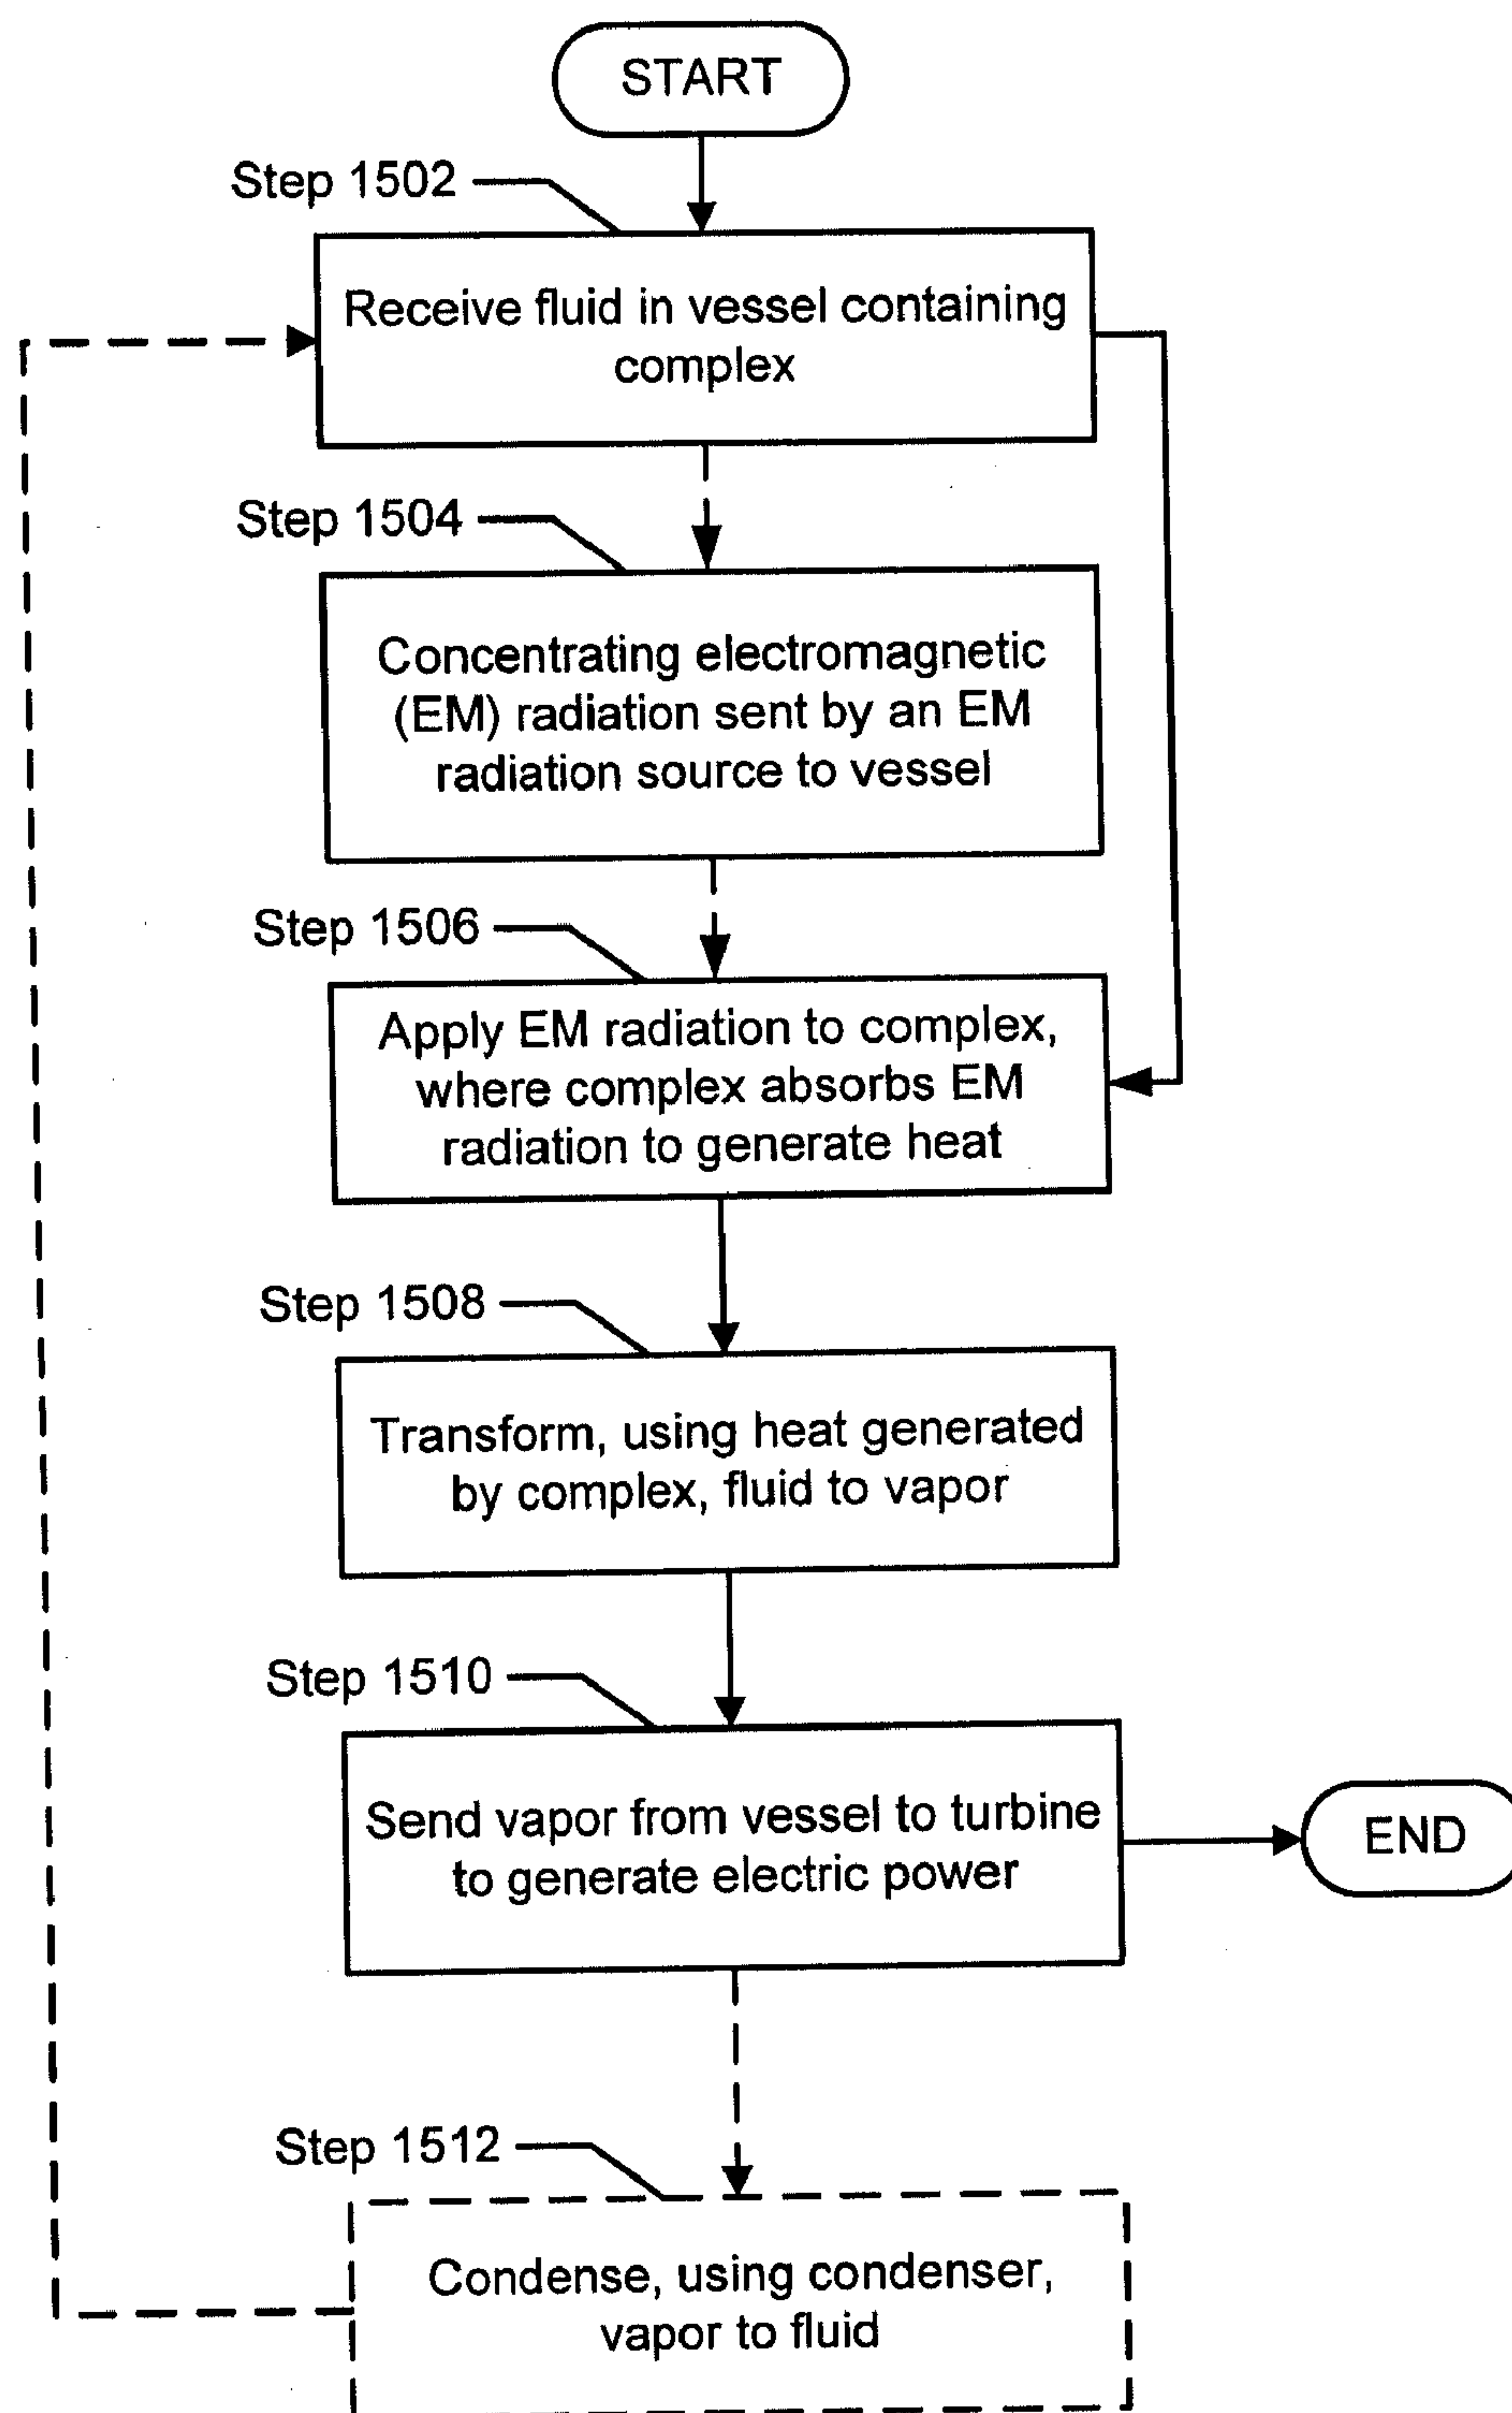 START
Step 1502
Receive fluid in vessel containing
complex
Step 1504
Concentrating electromagnetic
(EM) radiation sent by an EM
radiation source to vessel
Step 1506
Apply EM radiation to complex,
where complex absorbs EM
radiation to generate heat
Step 1508
Transform, using heat generated
by complex, fluid to vapor
Step 1510
Send vapor from vessel to turbine
to generate electric power
END
Step 1512
Condense, using condenser,
vapor to fluid